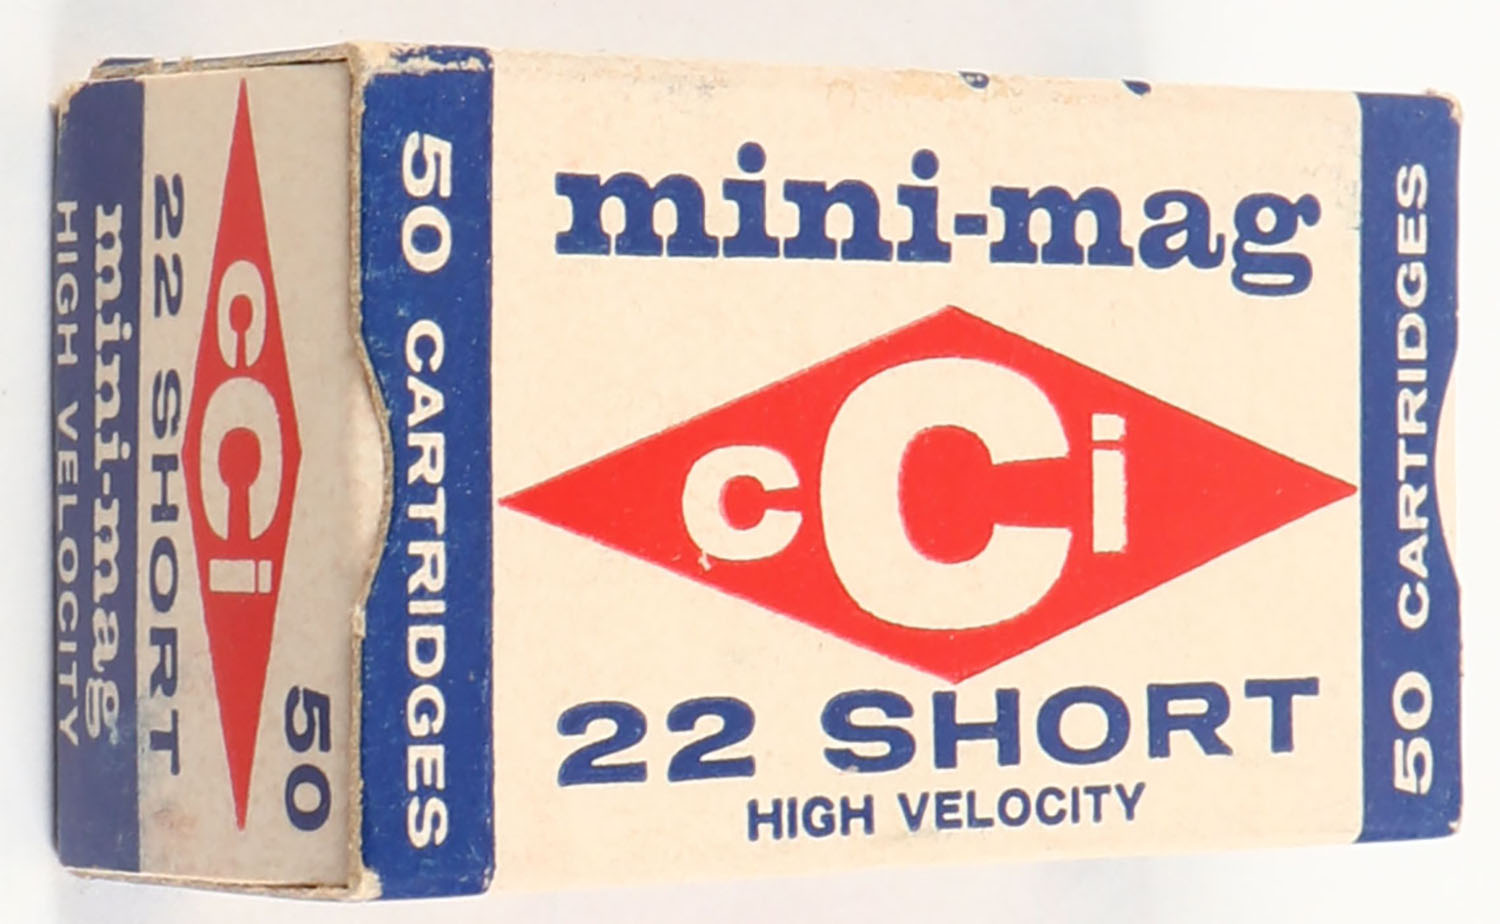 mini-mag
cCi
22 SHORT
HIGH VELOCITY
50 CARTRIDGES
50 CARTRIDGES
cCi
22 SHORT
50
mini-mag
HIGH VELOCITY